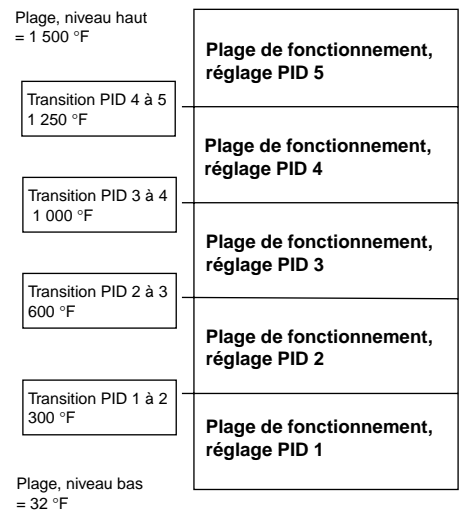 Plage, niveau haut
= 1 500 °F
Plage de fonctionnement,
réglage PID 5
Transition PID 4 à 5
1 250 °F
Plage de fonctionnement,
réglage PID 4
Transition PID 3 à 4
1 000 °F
Plage de fonctionnement,
réglage PID 3
Transition PID 2 à 3
600 °F
Plage de fonctionnement,
réglage PID 2
Transition PID 1 à 2
300 °F
Plage de fonctionnement,
réglage PID 1
Plage, niveau bas
= 32 °F